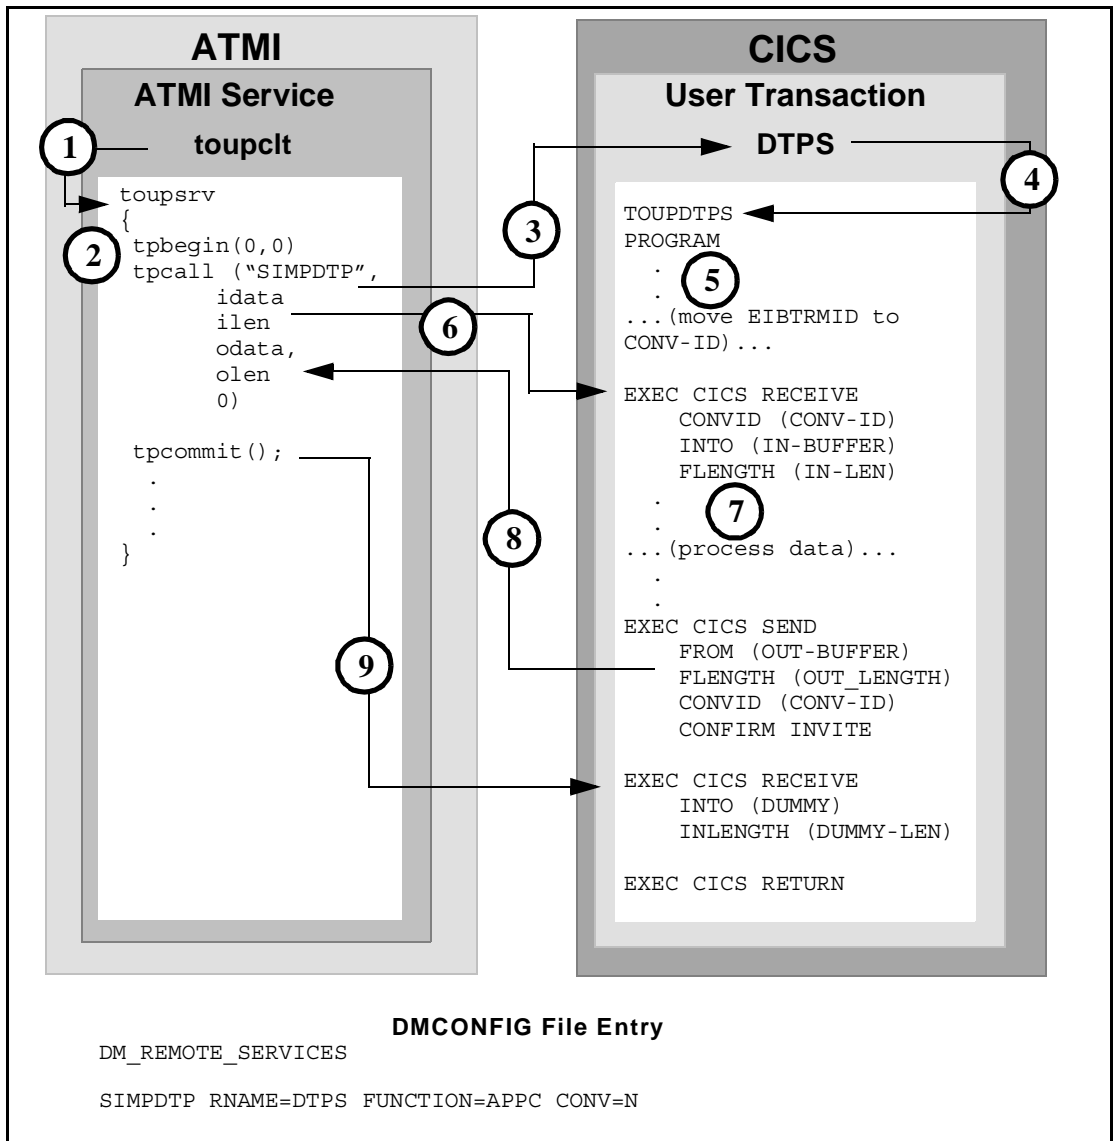 ATMI
ATMI Service
toupclt
1
toupsrv
{
2
tpbegin(0,0)
tpcall (“SIMPDTP”,
idata
ilen
odata,
olen
0)
tpcommit();
.
.
.
}
3
6
8
9
CICS
User Transaction
DTPS
4
TOUPDTPS
PROGRAM
.
5
.
...(move EIBTRMID to
CONV-ID)...
EXEC CICS RECEIVE
CONVID (CONV-ID)
INTO (IN-BUFFER)
FLENGTH (IN-LEN)
.
7
.
...(process data)...
.
.
EXEC CICS SEND
FROM (OUT-BUFFER)
FLENGTH (OUT_LENGTH)
CONVID (CONV-ID)
CONFIRM INVITE
EXEC CICS RECEIVE
INTO (DUMMY)
INLENGTH (DUMMY-LEN)
EXEC CICS RETURN
DMCONFIG File Entry
DM_REMOTE_SERVICES
SIMPDTP RNAME=DTPS FUNCTION=APPC CONV=N